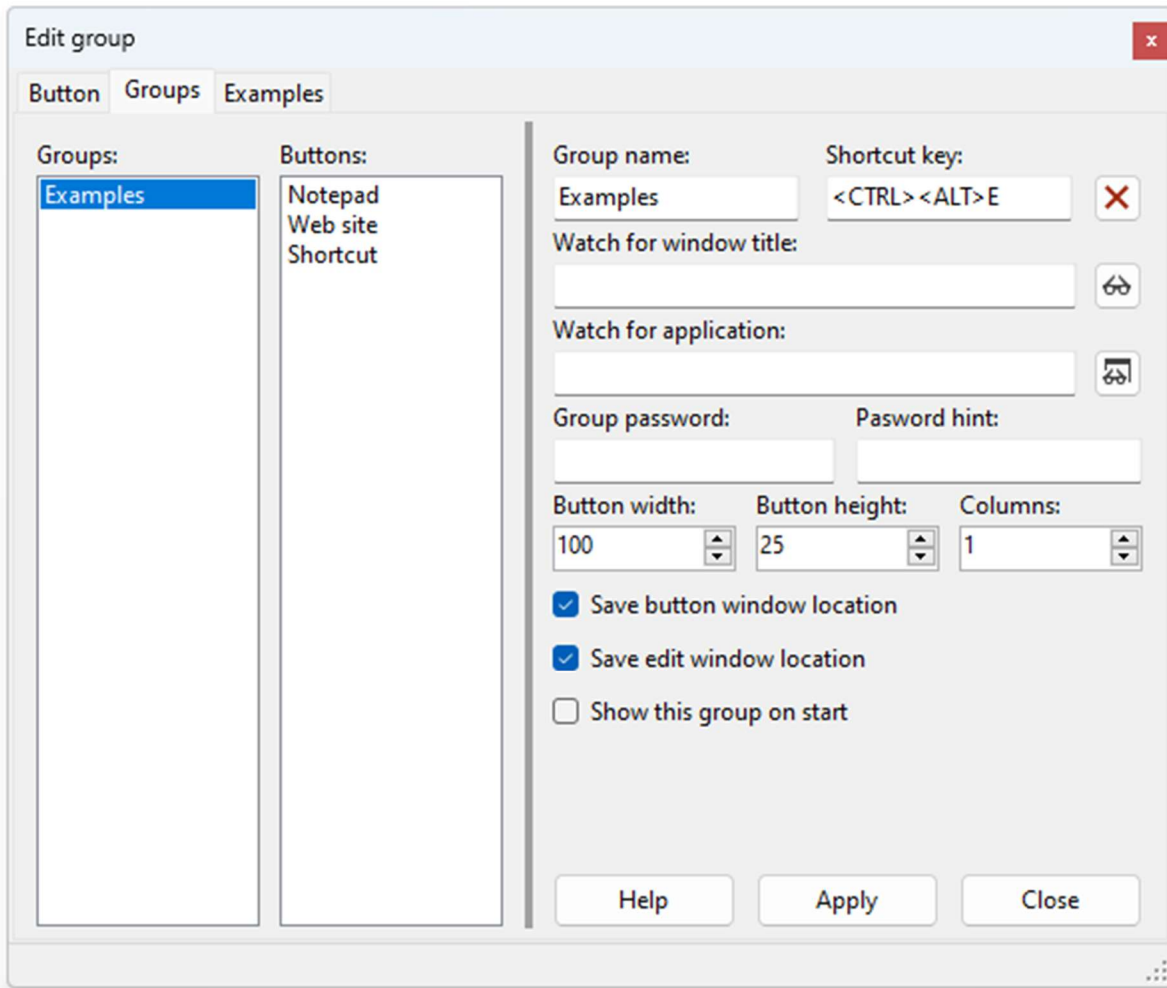 Edit group
x
Button Groups Examples
Groups: Buttons:
Examples
Notepad
Web site
Shortcut
Group name: Shortcut key:
Examples <CTRL><ALT>E
Watch for window title:
Watch for application:
Group password: Pasword hint:
Button width: Button height: Columns:
100 25 1
Save button window location
Save edit window location
Show this group on start
Help Apply Close